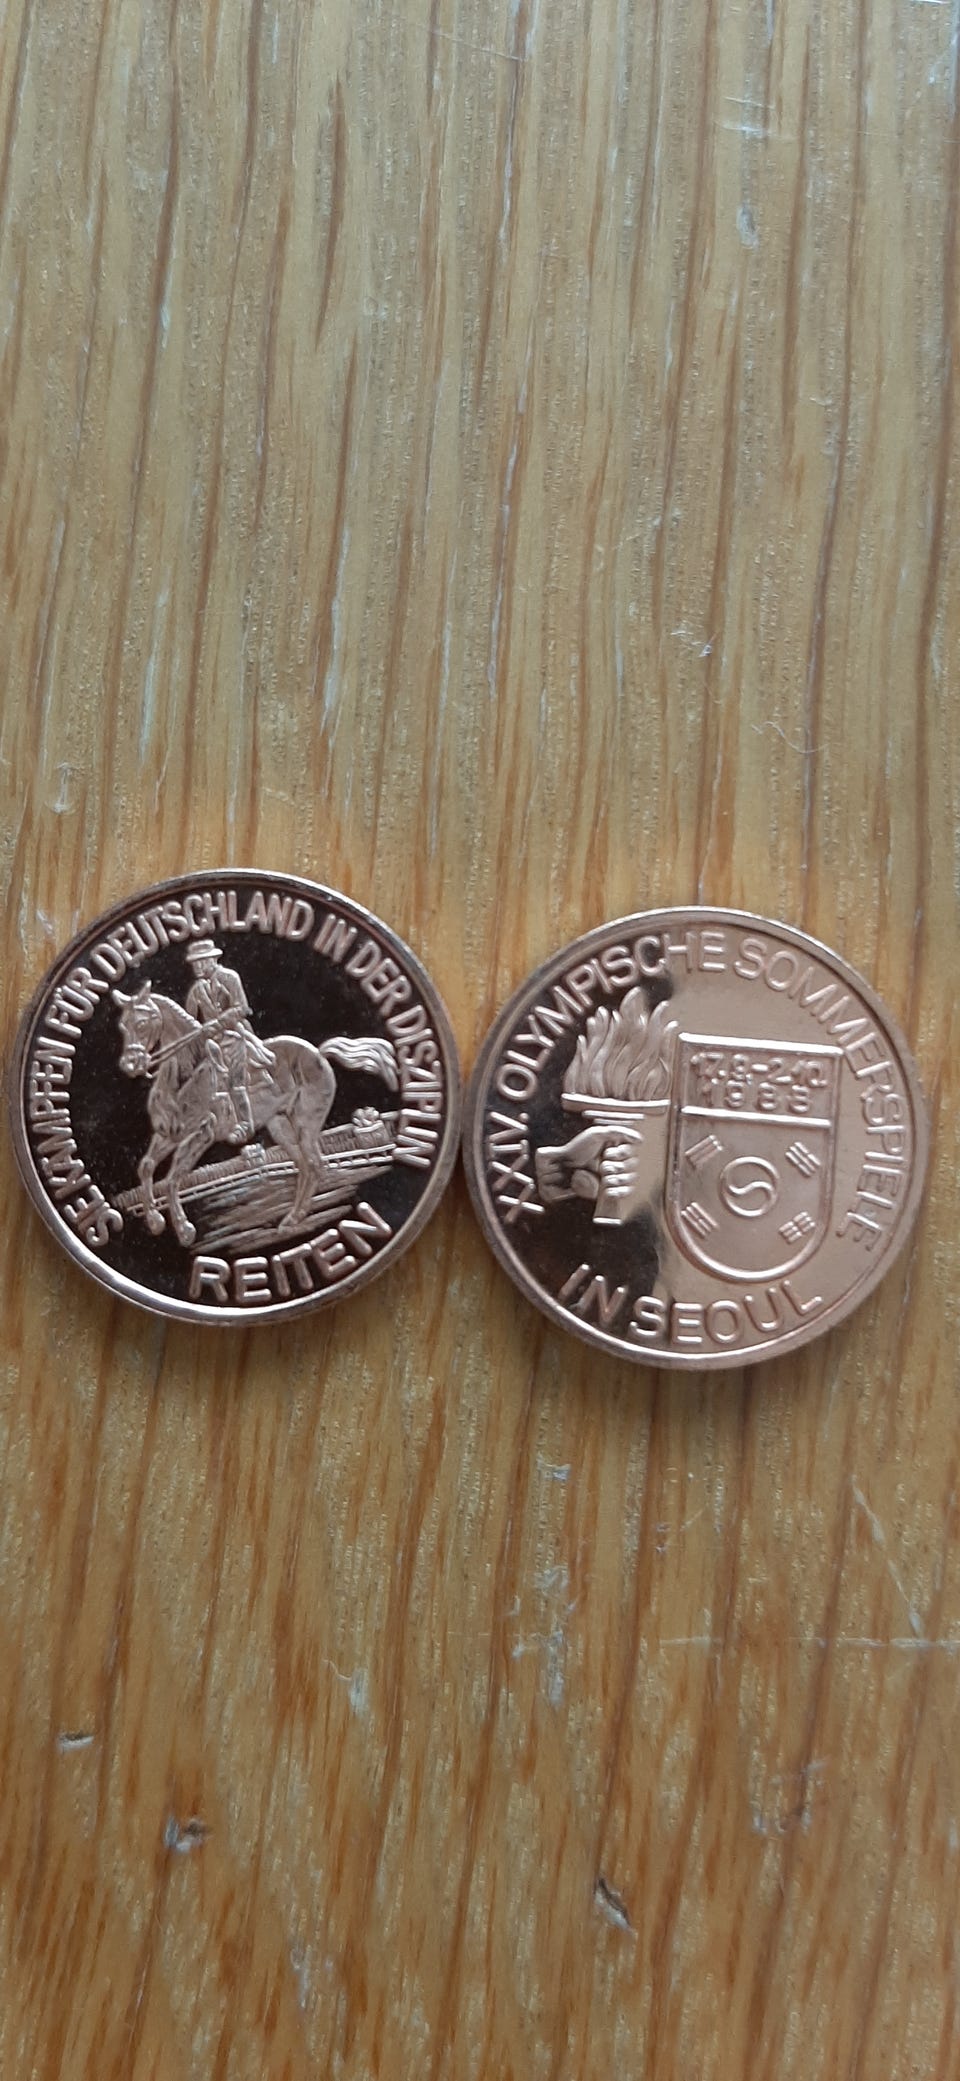 SIE KÄMPFEN FÜR DEUTSCHLAND IN DER DISZIPLIN
REITEN
XXIV. OLYMPISCHE SOMMERSPIELE
17.9-2.10.
1988
IN SEOUL